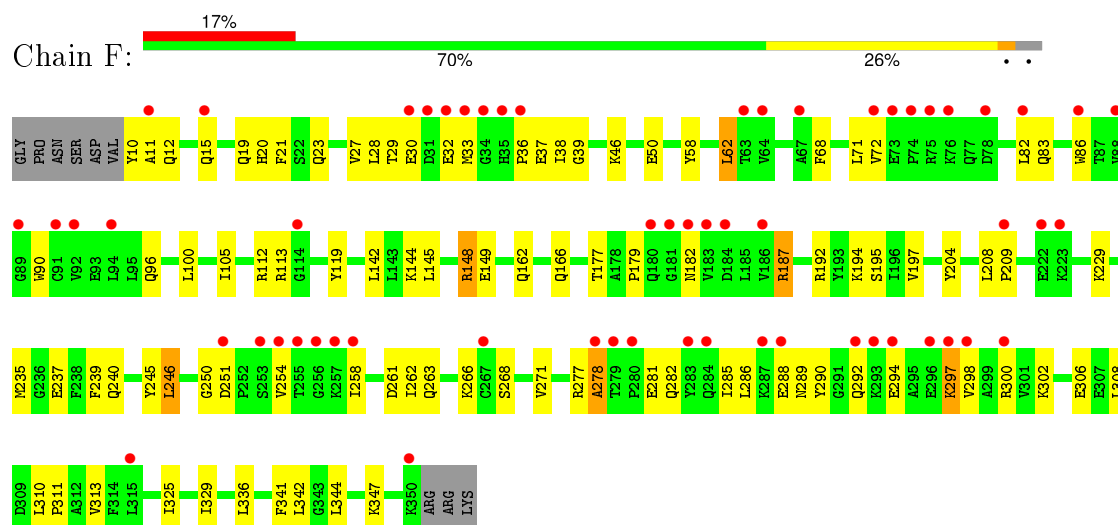 17%
Chain F:
70% 26% • •
GLY PRO ASN SER ASP VAL Y10 A11 Q12 Q15 Q19 H20 F21 S22 Q23 V27 L28 T29 E30 D31 E32 M33 G34 H35 P36 E37 I38 G39 K46 E50 Y58 L62 T63 V64 A67 F68 L71 V72 E73 P74 R75 K76 Q77 D78 L82 Q83 W86 T87
G89 W90 C91 V92 E93 I94 L95 Q96 L100 I105 R112 R113 G114 Y119 L142 L143 K144 L145 R148 E149 Q162 Q166 T177 A178 P179 Q180 G181 N182 V183 D184 L185 V186 R187 R192 Y193 K194 S195 I196 V197 Y204 L208 P209 E222 K223 K229
M235 G236 E237 F238 F239 Q240 Y245 L246 G250 D251 P252 S253 V254 T255 G256 K257 I258 D261 I262 Q263 K266 C267 S268 V271 R277 A278 T279 P280 E281 Q282 Y283 Q284 I285 L286 K287 E288 N289 Y290 G291 Q292 K293 E294 A295 E296 K297 V298 A299 R300 V301 K302 E306 E307
D309 L310 P311 A312 V313 F314 L315 I325 I329 L336 F341 L342 G343 L344 K347 K350 ARG ARG LYS